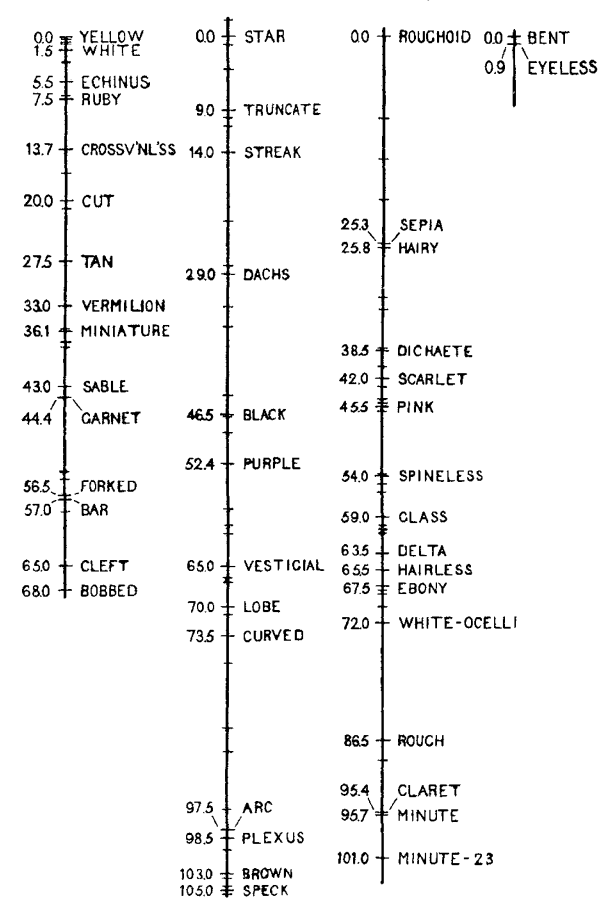 0.0 YELLOW
1.5 WHITE
5.5 ECHINUS
7.5 RUBY
13.7 CROSSV'NL'SS
20.0 CUT
27.5 TAN
33.0 VERMILION
36.1 MINIATURE
43.0 SABLE
44.4 GARNET
56.5 FORKED
57.0 BAR
65.0 CLEFT
68.0 BOBBED
0.0 STAR
9.0 TRUNCATE
14.0 STREAK
29.0 DACHS
46.5 BLACK
52.4 PURPLE
65.0 VESTIGIAL
70.0 LOBE
73.5 CURVED
97.5 ARC
98.5 PLEXUS
103.0 BROWN
105.0 SPECK
0.0 ROUGHOID
25.3 SEPIA
25.8 HAIRY
38.5 DICHAETE
42.0 SCARLET
45.5 PINK
54.0 SPINELESS
59.0 GLASS
63.5 DELTA
65.5 HAIRLESS
67.5 EBONY
72.0 WHITE-OCELLI
86.5 ROUGH
95.4 CLARET
95.7 MINUTE
101.0 MINUTE-23
0.0 BENT
0.9 EYELESS